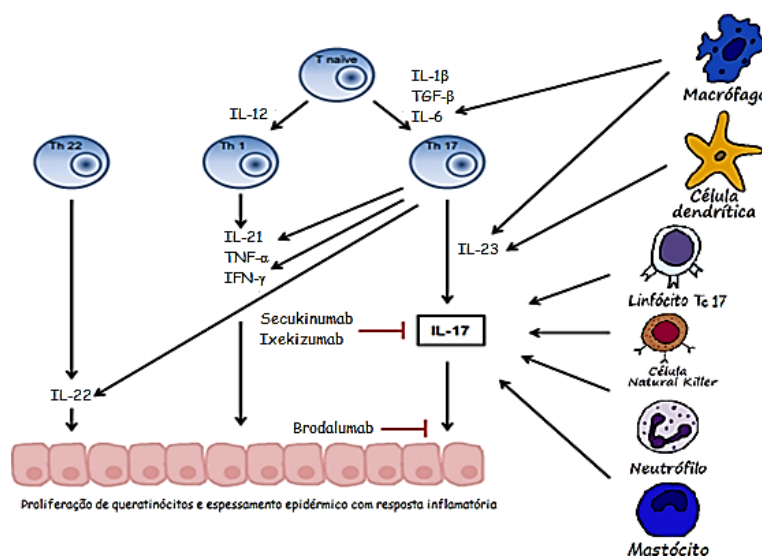 T naïve
IL-1β
TGF-β
IL-6
IL-12
Macrófago
Th 22
Th 1
Th 17
Célula
dendrítica
IL-21
TNF-α
IFN-γ
IL-23
Linfócito Tc 17
Secukinumab
Ixekizumab
IL-17
Célula
Natural Killer
IL-22
Brodalumab
Neutrófilo
Proliferação de queratinócitos e espessamento epidérmico com resposta inflamatória
Mastócito